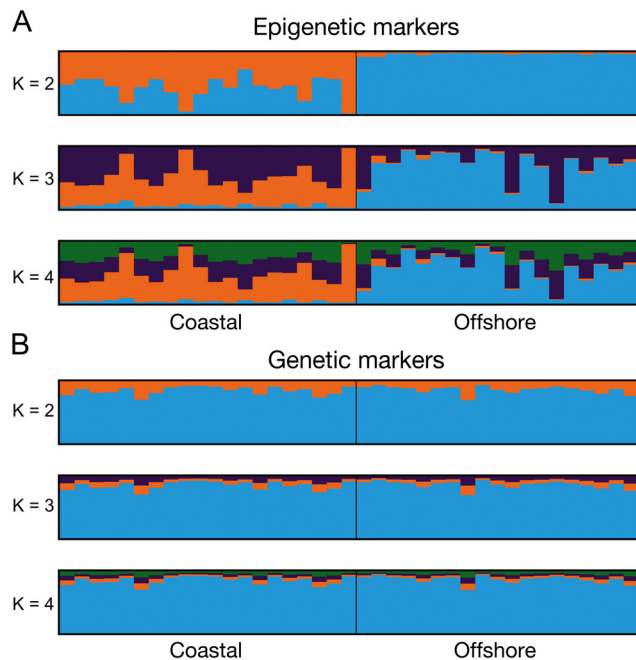 A
Epigenetic markers
K = 2
K = 3
K = 4
Coastal Offshore
B
Genetic markers
K = 2
K = 3
K = 4
Coastal Offshore